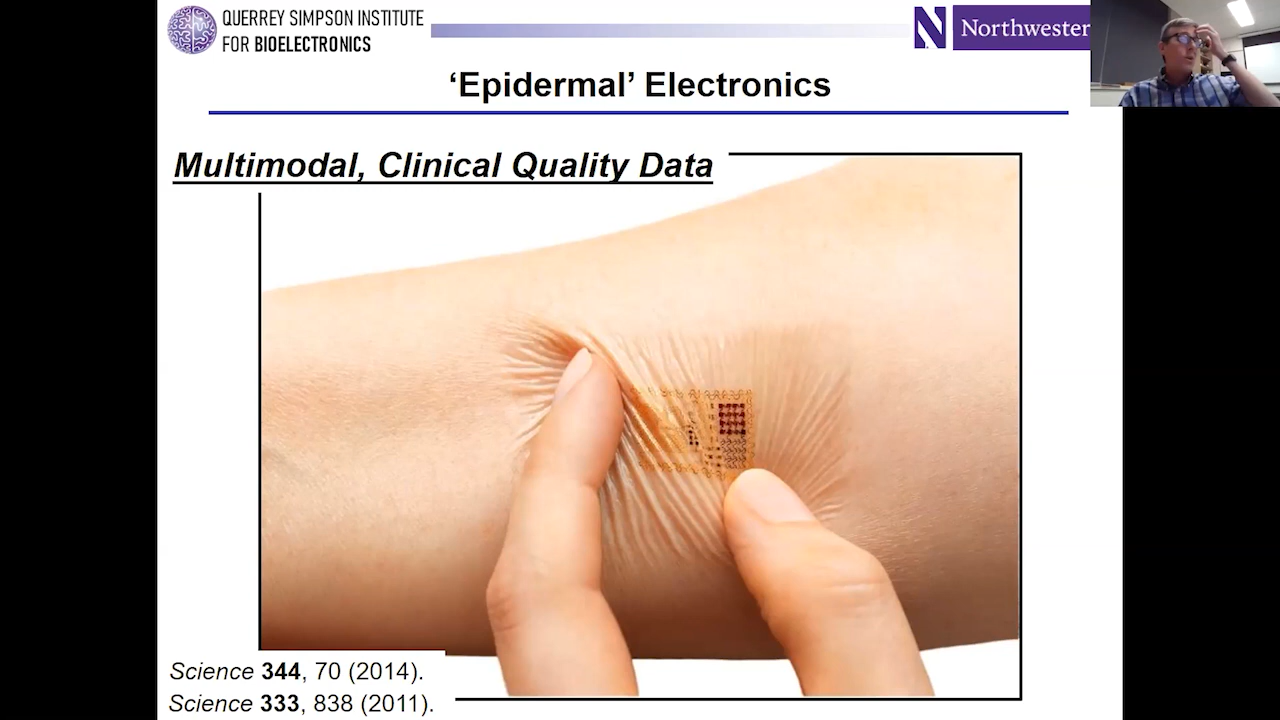 QUERREY SIMPSON INSTITUTE
FOR BIOELECTRONICS
N Northwester
‘Epidermal’ Electronics
Multimodal, Clinical Quality Data
Science 344, 70 (2014).
Science 333, 838 (2011).